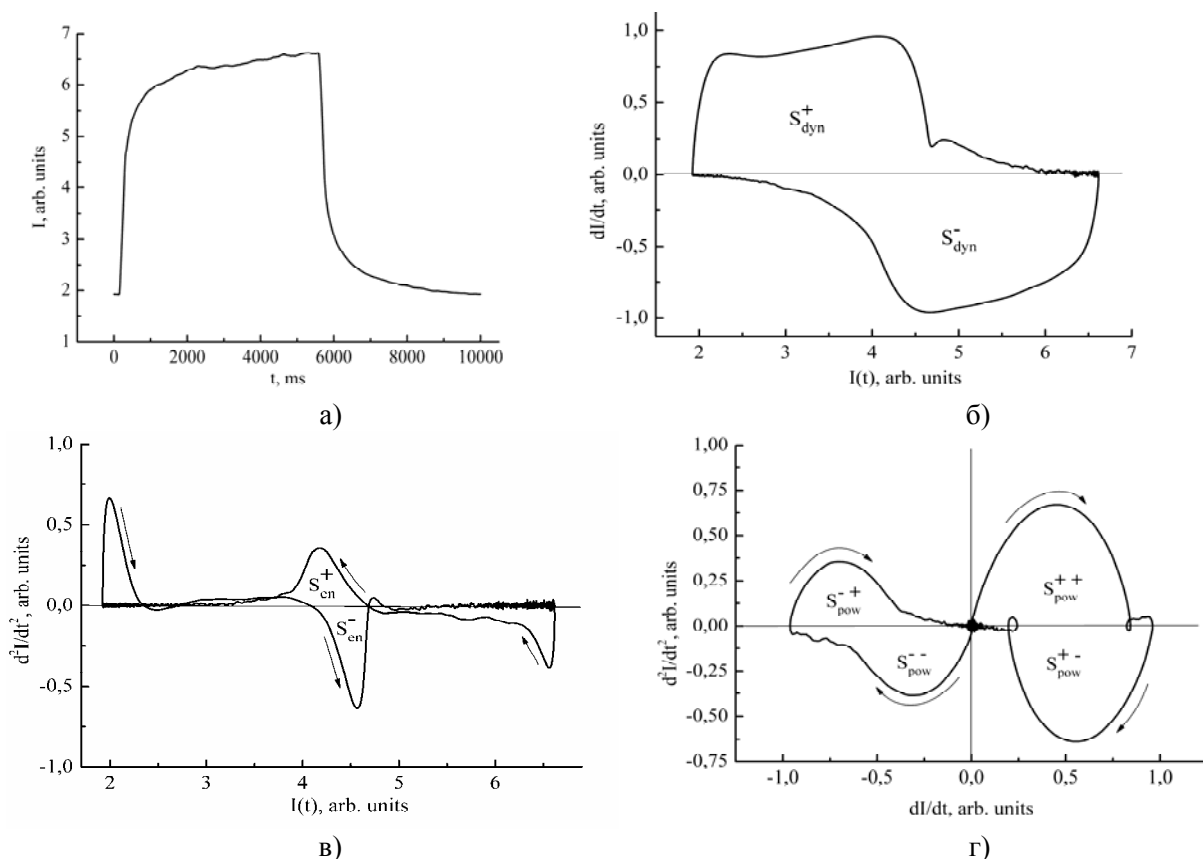 7
6
5
4
3
2
1
I, arb. units
0 2000 4000 6000 8000 10000
t, ms
а)
1,0
0,5
0,0
-0,5
-1,0
dI/dt, arb. units
S+dyn
S-dyn
2 3 4 5 6 7
I(t), arb. units
б)
1,0
0,5
0,0
-0,5
-1,0
d²I/dt², arb. units
S+en
S-en
2 3 4 5 6
I(t), arb. units
в)
1,00
0,75
0,50
0,25
0,00
-0,25
-0,50
-0,75
d²I/dt², arb. units
S-+pow
S++pow
S--pow
S+-pow
-1,0 -0,5 0,0 0,5 1,0
dI/dt, arb. units
г)